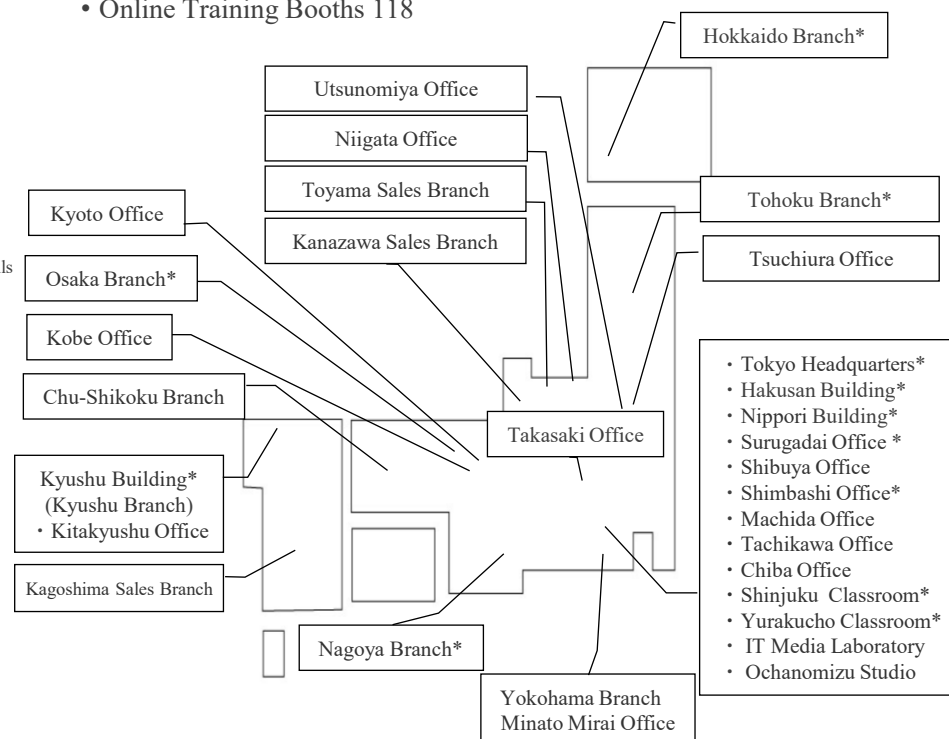 • Online Training Booths 118
Hokkaido Branch*
Utsunomiya Office
Niigata Office
Toyama Sales Branch
Kanazawa Sales Branch
Kyoto Office
Tohoku Branch*
Tsuchiura Office
ls
Osaka Branch*
Kobe Office
Chu-Shikoku Branch
Takasaki Office
Kyushu Building*
(Kyushu Branch)
・Kitakyushu Office
Kagoshima Sales Branch
・Tokyo Headquarters*
・Hakusan Building*
・Nippori Building*
・Surugadai Office *
・Shibuya Office
・Shimbashi Office*
・Machida Office
・Tachikawa Office
・Chiba Office
・Shinjuku Classroom*
・Yurakucho Classroom*
・IT Media Laboratory
・Ochanomizu Studio
Nagoya Branch*
Yokohama Branch
Minato Mirai Office